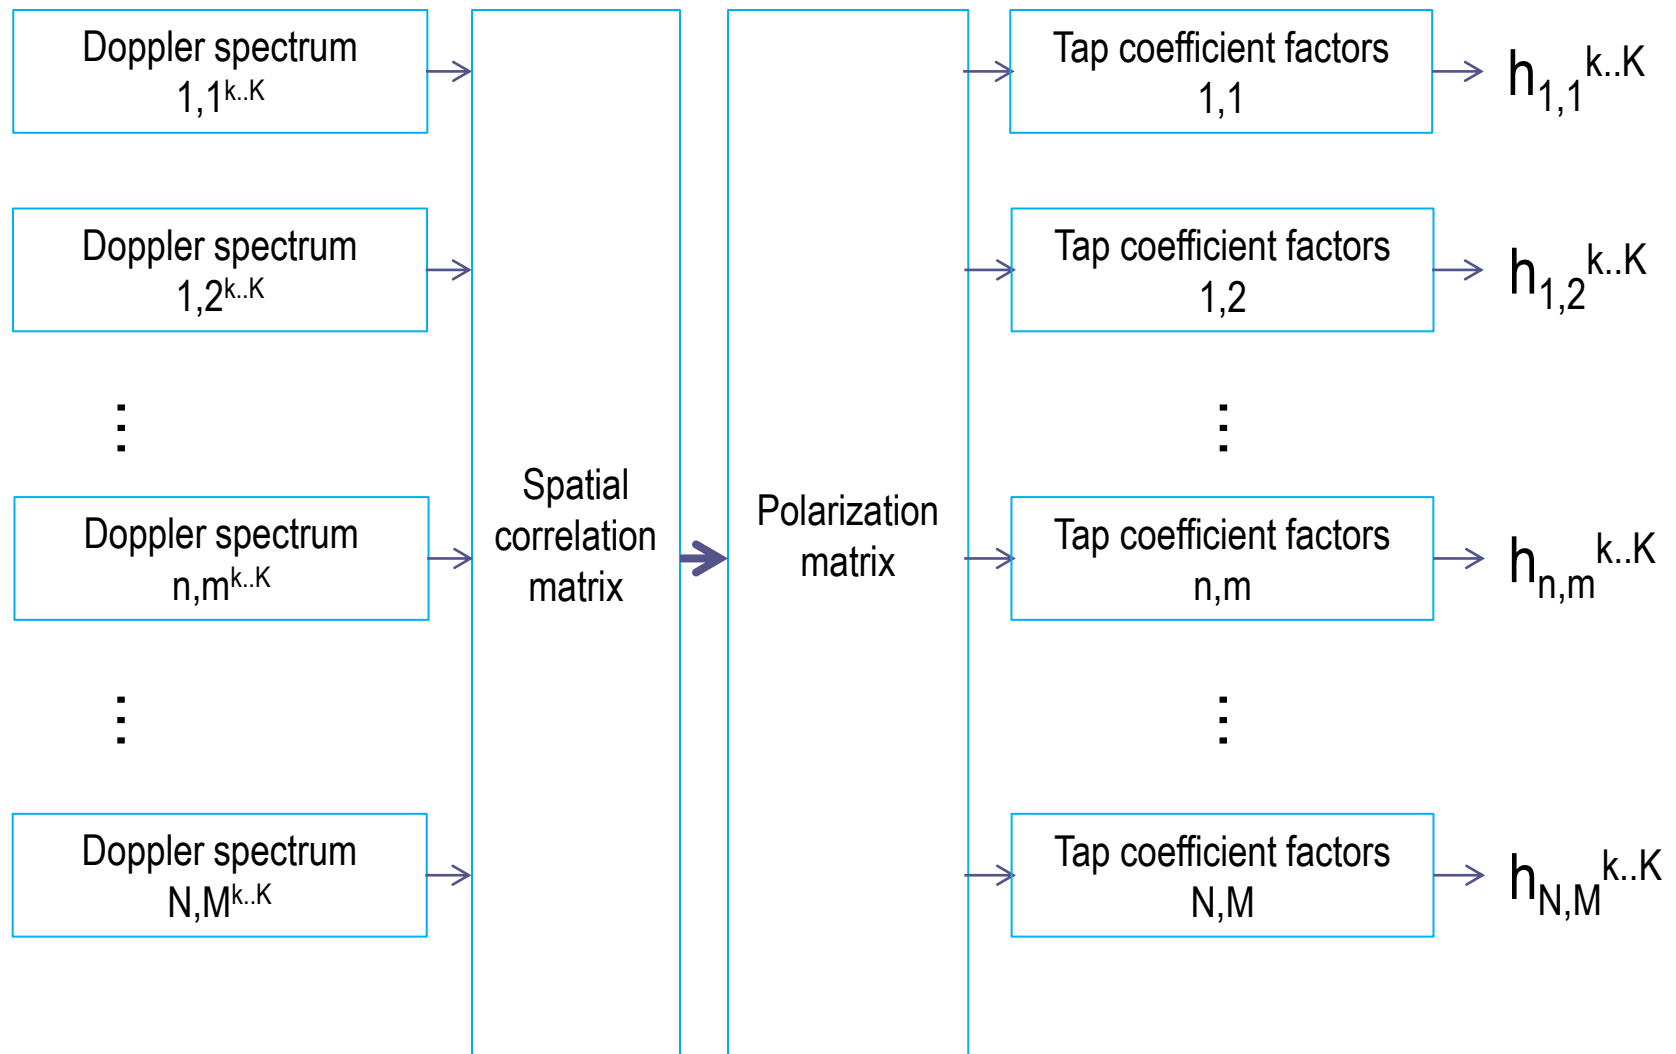 Doppler spectrum
1,1k..K
Tap coefficient factors
1,1
h1,1k..K
Doppler spectrum
1,2k..K
Tap coefficient factors
1,2
h1,2k..K
⋮
⋮
Spatial
correlation
matrix
Polarization
matrix
Doppler spectrum
n,mk..K
Tap coefficient factors
n,m
hn,mk..K
⋮
⋮
Doppler spectrum
N,Mk..K
Tap coefficient factors
N,M
hN,Mk..K